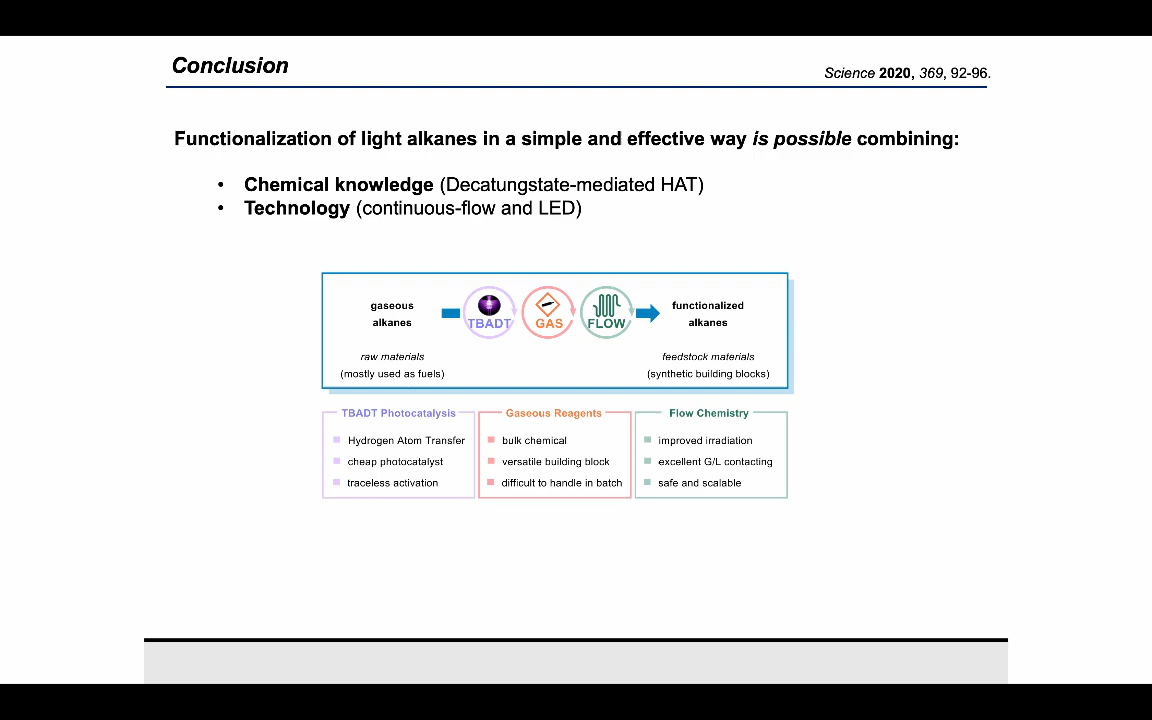 Conclusion
Science 2020, 369, 92-96.
Functionalization of light alkanes in a simple and effective way is possible combining:
• Chemical knowledge (Decatungstate-mediated HAT)
• Technology (continuous-flow and LED)
gaseous
alkanes
raw materials
(mostly used as fuels)
TBADT
GAS
FLOW
functionalized
alkanes
feedstock materials
(synthetic building blocks)
TBADT Photocatalysis
Hydrogen Atom Transfer
cheap photocatalyst
traceless activation
Gaseous Reagents
bulk chemical
versatile building block
difficult to handle in batch
Flow Chemistry
improved irradiation
excellent G/L contacting
safe and scalable